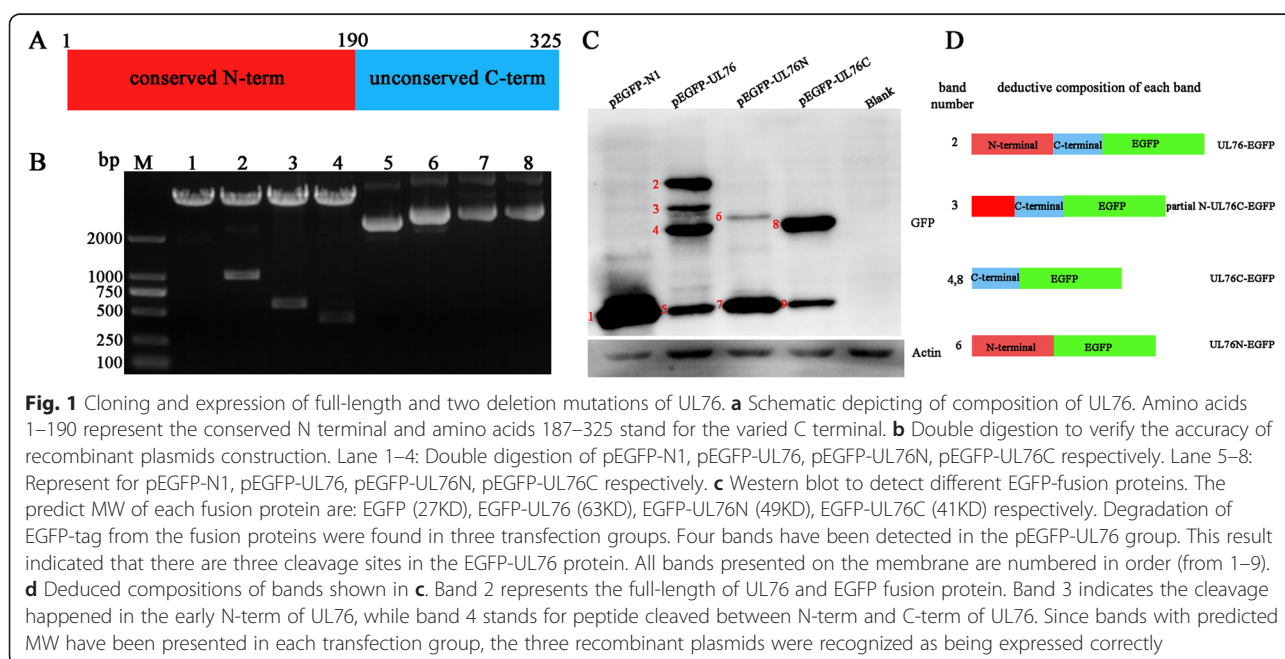 A
1 190 325
conserved N-term unconserved C-term
B
bp M 1 2 3 4 5 6 7 8
2000
1000
750
500
250
100
C
pEGFP-N1 pEGFP-UL76 pEGFP-UL76N pEGFP-UL76C Blank
2
3
6
8
4
1
5
7
9
GFP
Actin
D
band number deductive composition of each band
2 N-terminal C-terminal EGFP UL76-EGFP
3 C-terminal EGFP partial N-UL76C-EGFP
4,8 C-terminal EGFP UL76C-EGFP
6 N-terminal EGFP UL76N-EGFP
Fig. 1 Cloning and expression of full-length and two deletion mutations of UL76. a Schematic depicting of composition of UL76. Amino acids
1–190 represent the conserved N terminal and amino acids 187–325 stand for the varied C terminal. b Double digestion to verify the accuracy of
recombinant plasmids construction. Lane 1–4: Double digestion of pEGFP-N1, pEGFP-UL76, pEGFP-UL76N, pEGFP-UL76C respectively. Lane 5–8:
Represent for pEGFP-N1, pEGFP-UL76, pEGFP-UL76N, pEGFP-UL76C respectively. c Western blot to detect different EGFP-fusion proteins. The
predict MW of each fusion protein are: EGFP (27KD), EGFP-UL76 (63KD), EGFP-UL76N (49KD), EGFP-UL76C (41KD) respectively. Degradation of
EGFP-tag from the fusion proteins were found in three transfection groups. Four bands have been detected in the pEGFP-UL76 group. This result
indicated that there are three cleavage sites in the EGFP-UL76 protein. All bands presented on the membrane are numbered in order (from 1–9).
d Deduced compositions of bands shown in c. Band 2 represents the full-length of UL76 and EGFP fusion protein. Band 3 indicates the cleavage
happened in the early N-term of UL76, while band 4 stands for peptide cleaved between N-term and C-term of UL76. Since bands with predicted
MW have been presented in each transfection group, the three recombinant plasmids were recognized as being expressed correctly